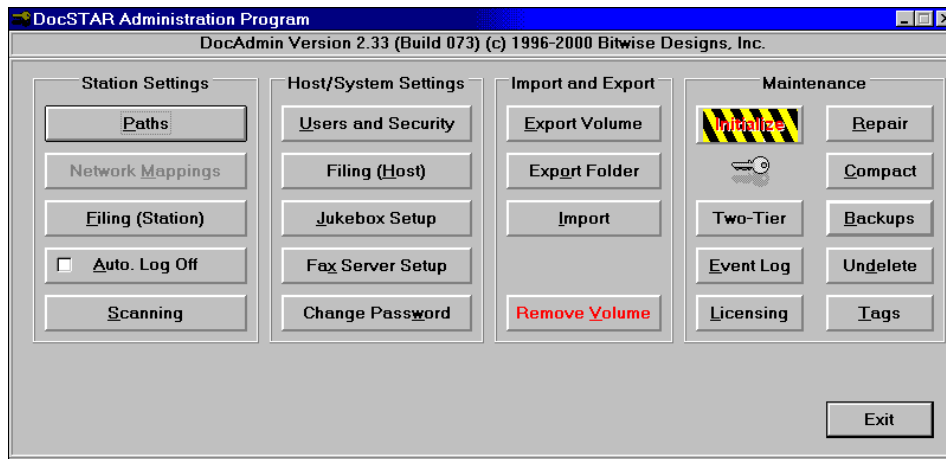 DocSTAR Administration Program
DocAdmin Version 2.33 (Build 073) (c) 1996-2000 Bitwise Designs, Inc.
Station Settings
Paths
Network Mappings
Filing (Station)
Auto. Log Off
Scanning
Host/System Settings
Users and Security
Filing (Host)
Jukebox Setup
Fax Server Setup
Change Password
Import and Export
Export Volume
Export Folder
Import
Remove Volume
Maintenance
Initialize
Repair
Compact
Two-Tier
Backups
Event Log
Undelete
Licensing
Tags
Exit